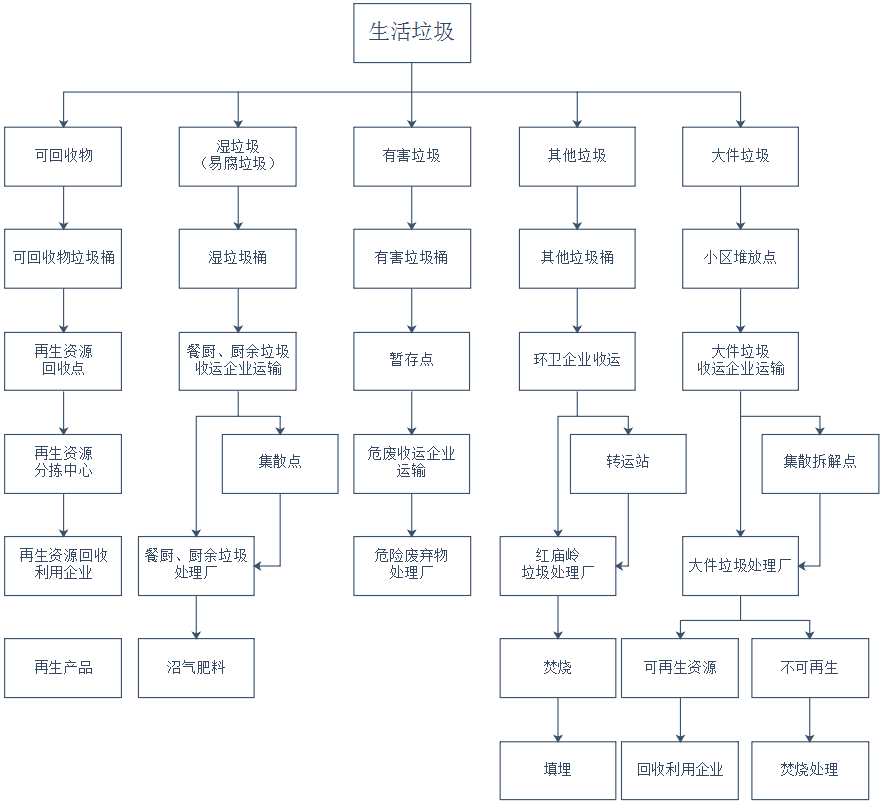 生活垃圾
可回收物
湿垃圾
（易腐垃圾）
有害垃圾
其他垃圾
大件垃圾
可回收物垃圾桶
湿垃圾桶
有害垃圾桶
其他垃圾桶
小区堆放点
再生资源
回收点
餐厨、厨余垃圾
收运企业运输
暂存点
环卫企业收运
大件垃圾
收运企业运输
再生资源
分拣中心
集散点
危废收运企业
运输
转运站
集散拆解点
再生资源回收
利用企业
餐厨、厨余垃圾
处理厂
危险废弃物
处理厂
红庙岭
垃圾处理厂
大件垃圾处理厂
再生产品
沼气肥料
焚烧
可再生资源
不可再生
填埋
回收利用企业
焚烧处理